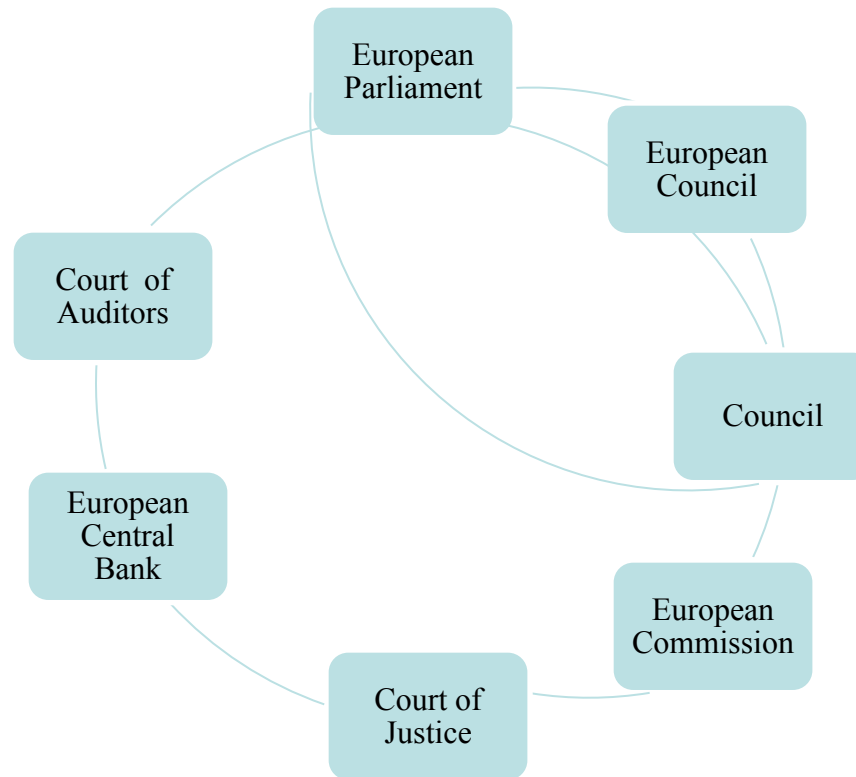 European
Parliament
European
Council
Council
European
Commission
Court of
Justice
European
Central
Bank
Court of
Auditors